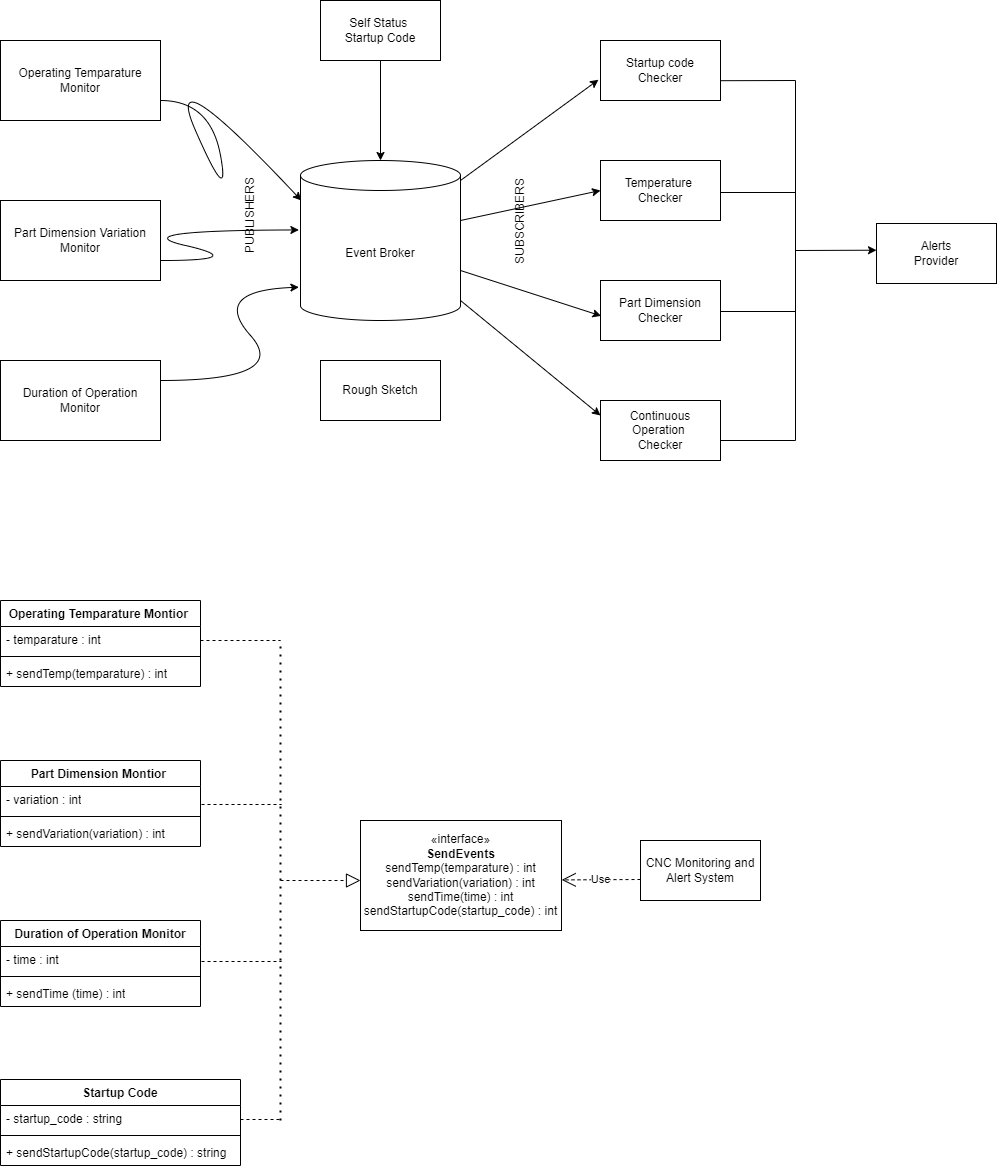 Self Status
Startup Code
Operating Temparature
Monitor
Startup code
Checker
PUBLISHERS
SUBSCRIBERS
Temperature
Checker
Part Dimension Variation
Monitor
Event Broker
Alerts
Provider
Part Dimension
Checker
Duration of Operation
Monitor
Rough Sketch
Continuous
Operation
Checker
Operating Temparature Montior
- temparature : int
+ sendTemp(temparature) : int
Part Dimension Montior
- variation : int
+ sendVariation(variation) : int
«interface»
SendEvents
sendTemp(temparature) : int
sendVariation(variation) : int
sendTime(time) : int
sendStartupCode(startup_code) : int
Use
CNC Monitoring and
Alert System
Duration of Operation Monitor
- time : int
+ sendTime (time) : int
Startup Code
- startup_code : string
+ sendStartupCode(startup_code) : string